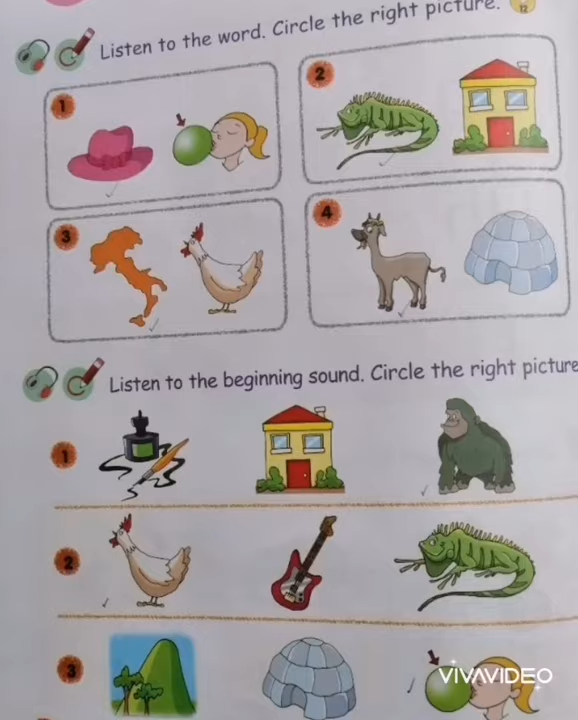 Listen to the word. Circle the right picture.
12
1
2
3
4
Listen to the beginning sound. Circle the right picture
1
2
3
VIVAVIDEO